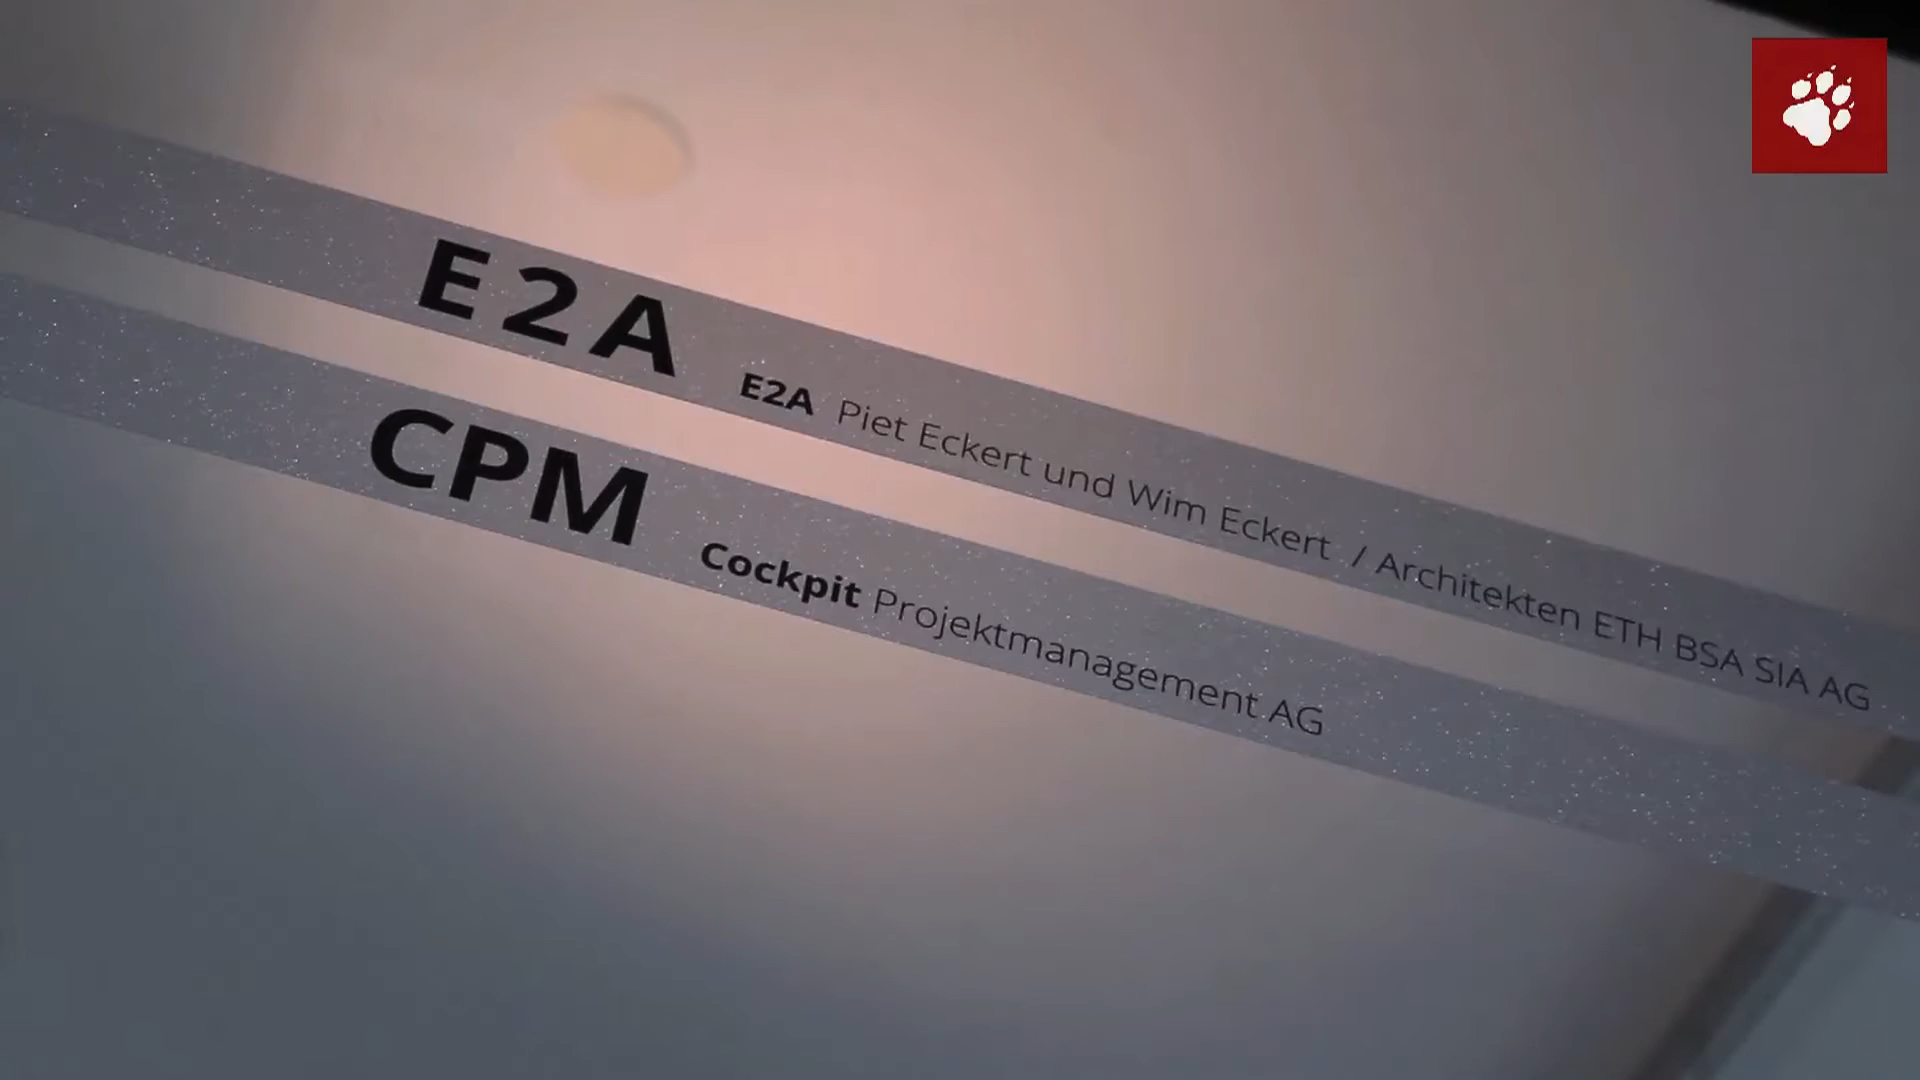 E2A E2A Piet Eckert und Wim Eckert / Architekten ETH BSA SIA AG
CPM Cockpit Projektmanagement AG